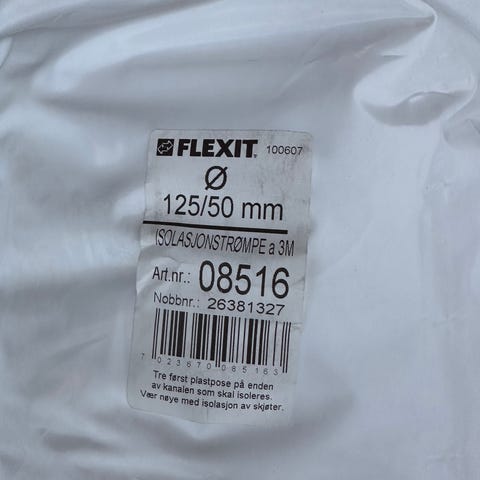 FLEXIT 100607
Ø
125/50 mm
ISOLASJONSTRØMPE a 3M
Art.nr.: 08516
Nobbnr.: 26381327
7 023670 085163
Tre først plastpose på enden
av kanalen som skal isoleres.
Vær nøye med isolasjon av skjøter.